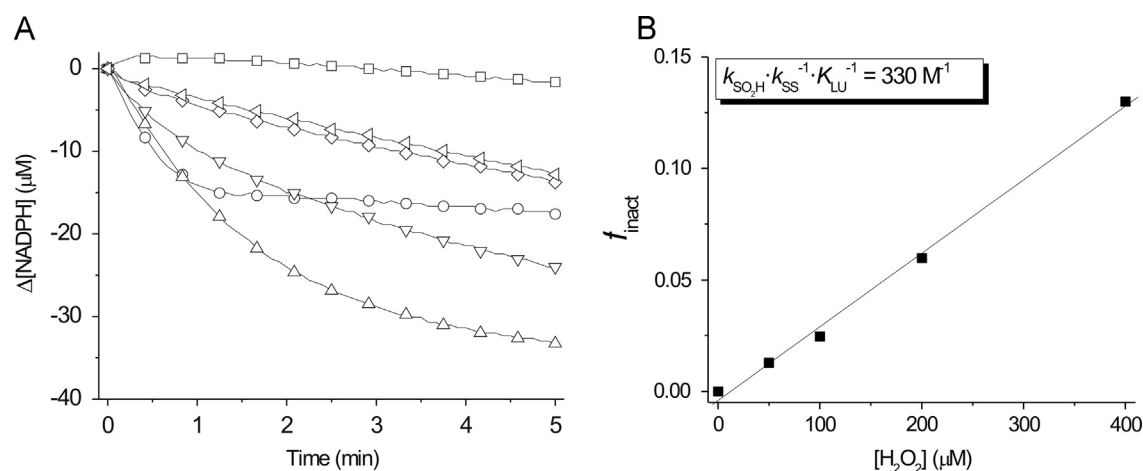 A
0
-10
-20
-30
-40
Δ[NADPH] (μM)
0 1 2 3 4 5
Time (min)
B
k_SO₂H·k_SS⁻¹·K_LU⁻¹ = 330 M⁻¹
0.15
0.10
0.05
0.00
f_inact
0 100 200 300 400
[H₂O₂] (μM)